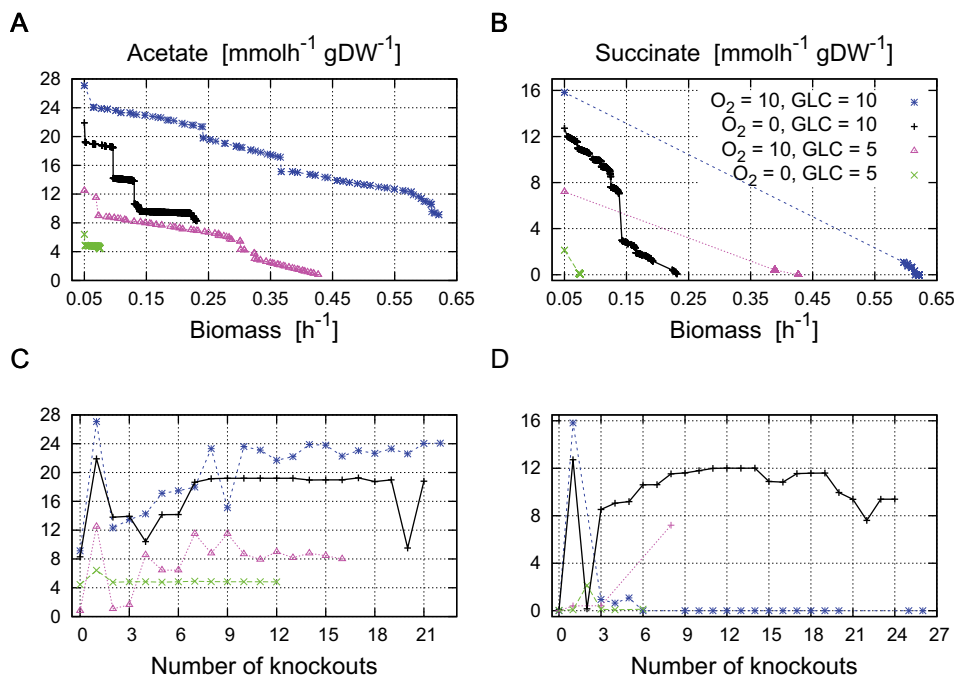 A
Acetate [mmolh⁻¹ gDW⁻¹]
28
24
20
16
12
8
4
0
0.05 0.15 0.25 0.35 0.45 0.55 0.65
Biomass [h⁻¹]
B
Succinate [mmolh⁻¹ gDW⁻¹]
O₂ = 10, GLC = 10
O₂ = 0, GLC = 10
O₂ = 10, GLC = 5
O₂ = 0, GLC = 5
16
12
8
4
0
0.05 0.15 0.25 0.35 0.45 0.55 0.65
Biomass [h⁻¹]
C
28
24
20
16
12
8
4
0
0 3 6 9 12 15 18 21
Number of knockouts
D
16
12
8
4
0
0 3 6 9 12 15 18 21 24 27
Number of knockouts